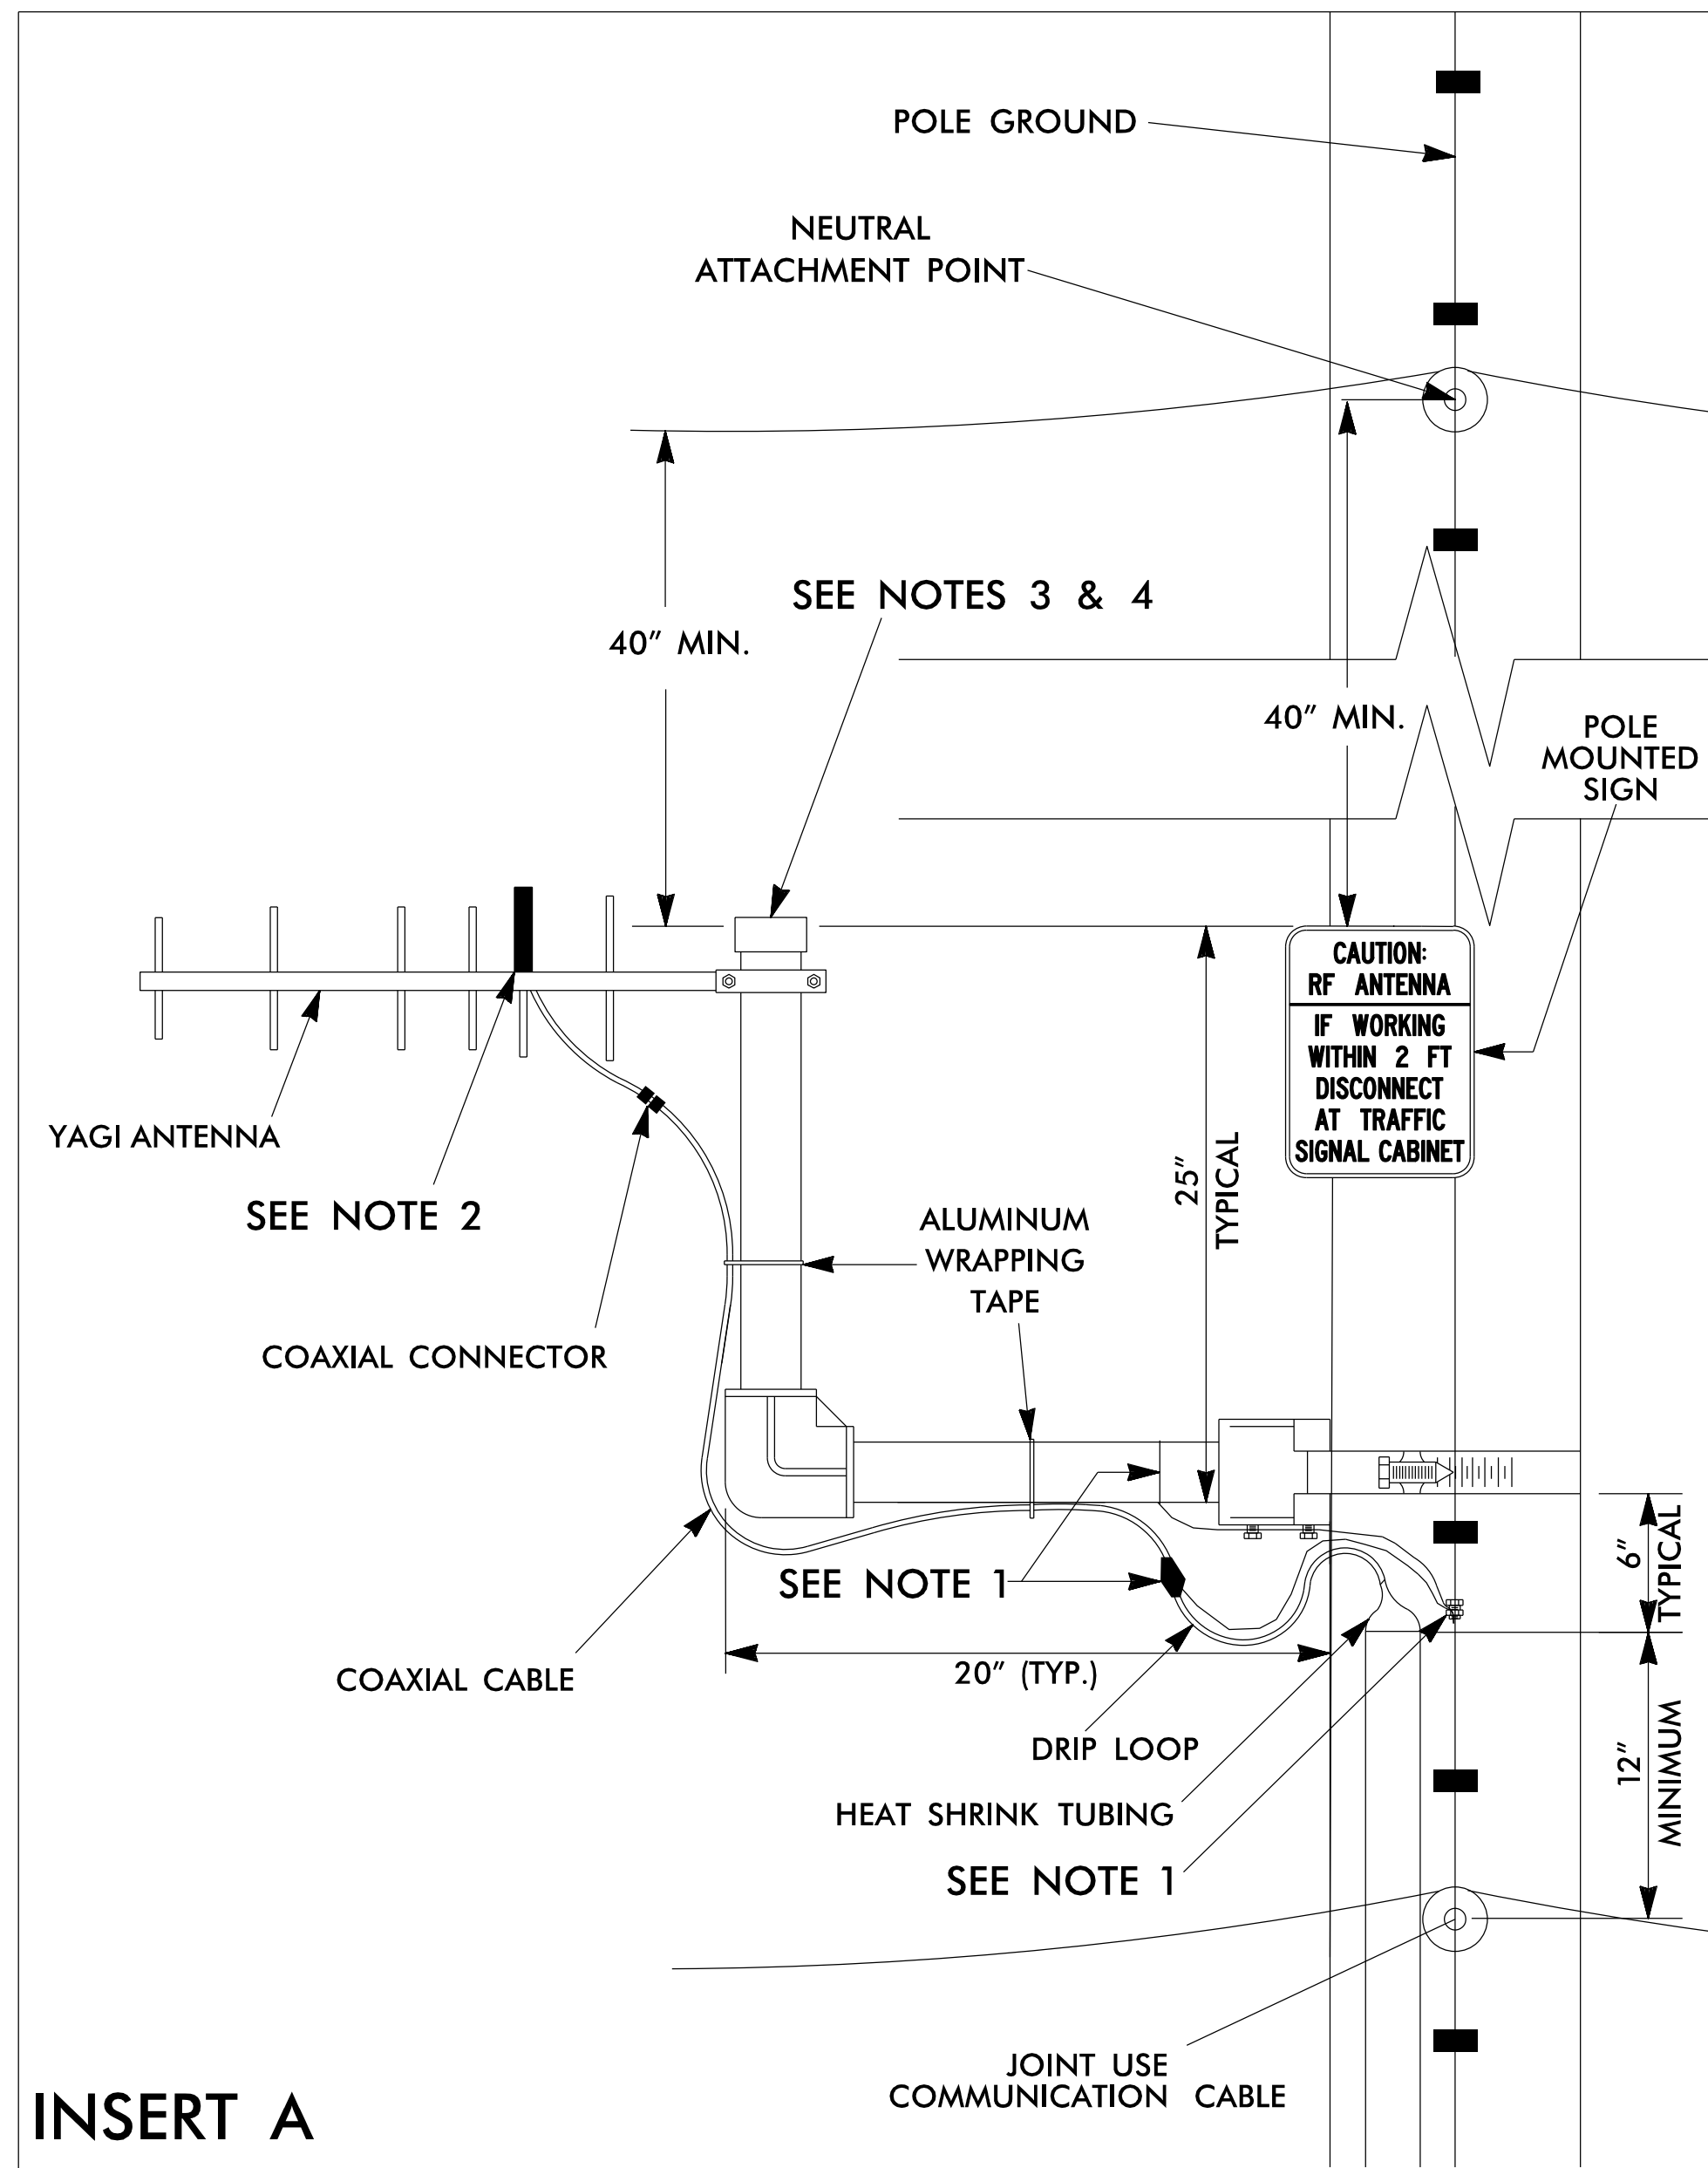 POLE GROUND
NEUTRAL
ATTACHMENT POINT
SEE NOTES 3 & 4
40" MIN.
40" MIN.
POLE
MOUNTED
SIGN
CAUTION:
RF ANTENNA
IF WORKING
WITHIN 2 FT
DISCONNECT
AT TRAFFIC
SIGNAL CABINET
YAGI ANTENNA
SEE NOTE 2
25"
TYPICAL
ALUMINUM
WRAPPING
TAPE
COAXIAL CONNECTOR
SEE NOTE 1
6"
TYPICAL
COAXIAL CABLE
20" (TYP.)
DRIP LOOP
12"
MINIMUM
HEAT SHRINK TUBING
SEE NOTE 1
JOINT USE
COMMUNICATION CABLE
INSERT A